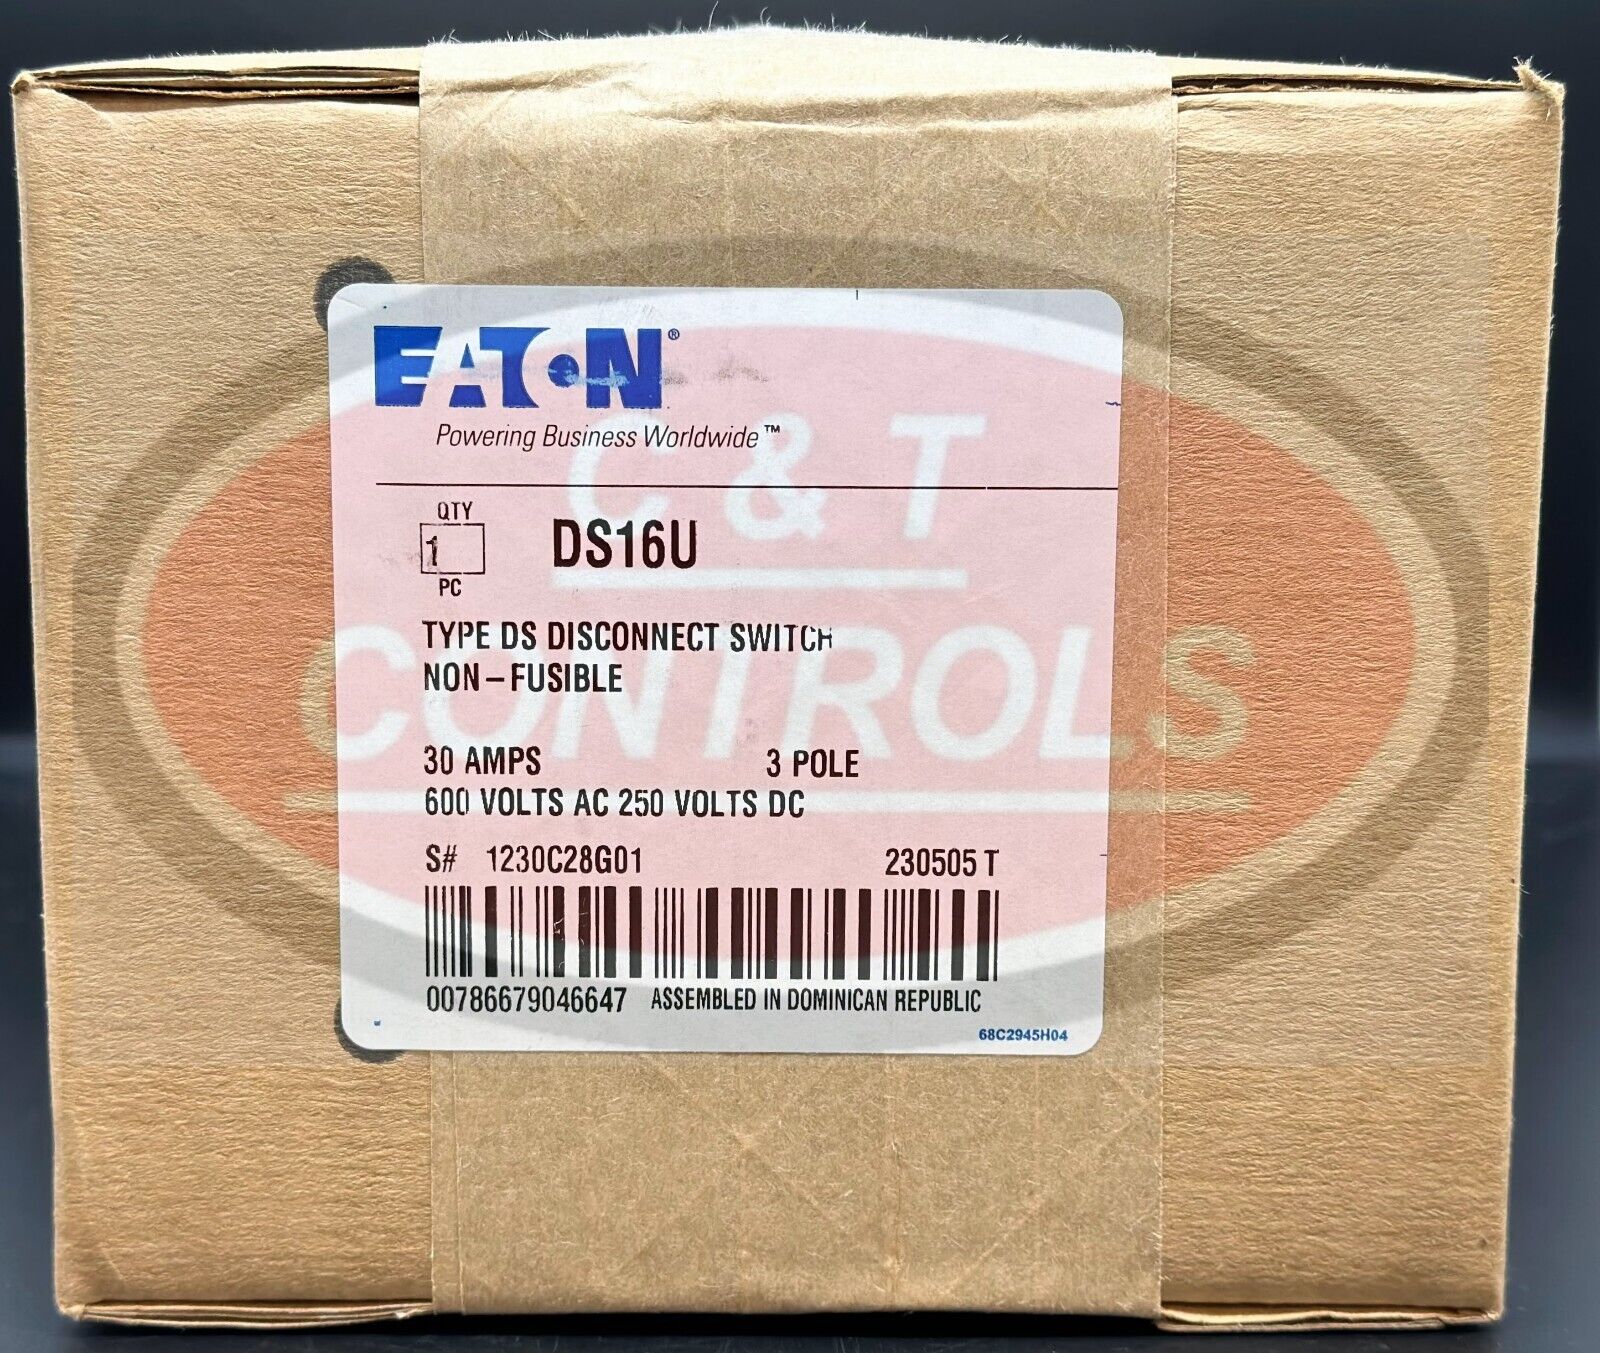 EATON®
Powering Business Worldwide™
QTY
1
PC
DS16U
TYPE DS DISCONNECT SWITCH
NON-FUSIBLE
30 AMPS 3 POLE
600 VOLTS AC 250 VOLTS DC
S# 1230C28G01 230505 T
00786679046647 ASSEMBLED IN DOMINICAN REPUBLIC
68C2945H04
C & T
CONTROLS